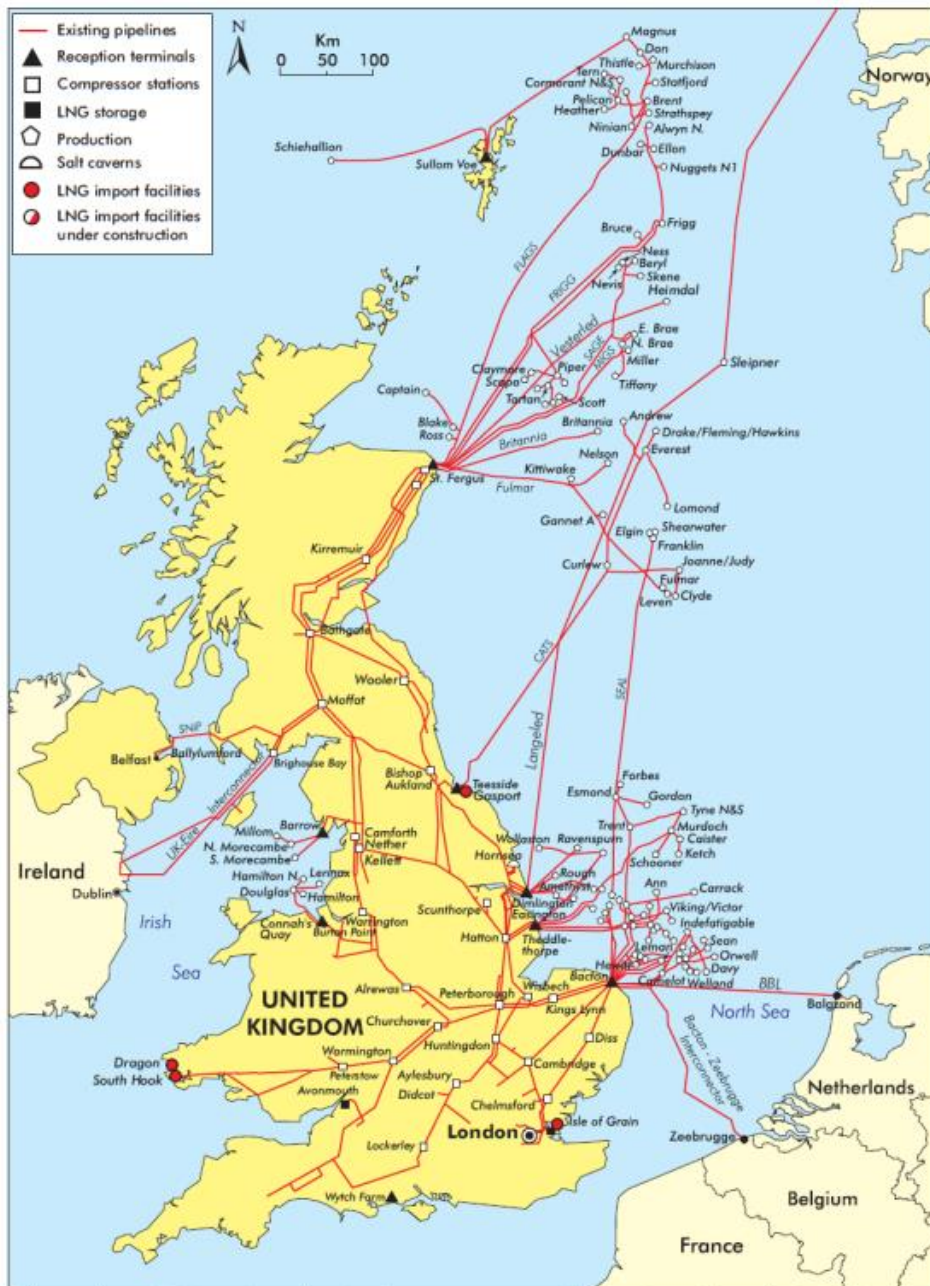 Existing pipelines
Reception terminals
Compressor stations
LNG storage
Production
Salt caverns
LNG import facilities
LNG import facilities
under construction
N
Km
0 50 100
Norway
Magnus
Don
Thistle
Murchison
Tern
Cormorant N&S
Statfjord
Pelican
Brent
Heather
Strathspey
Ninian
Alwyn N.
Dunbar
Ellon
Nuggets N1
Schiehallion
Sullom Voe
FLAGS
FRIGG
Bruce
Frigg
Ness
Beryl
Nevis
Skene
Heimdal
Vesterled
SAGE
MIGS
E. Brae
N. Brae
Miller
Tiffany
Sleipner
Claymore
Piper
Scapa
Tartan
Scott
Captain
Blake
Ross
Britannia
Britannia
Andrew
Drake/Fleming/Hawkins
Everest
St. Fergus
Fulmar
Kittiwake
Nelson
Lomond
Gannet A
Elgin
Shearwater
Franklin
Curlew
Joanne/Judy
Fulmar
Leven
Clyde
Kirremuir
Bathgate
Wooler
Moffat
CATS
SEAL
Langeled
SNIP
Belfast
Ballylumford
Brighouse Bay
UK-Eire Interconnector
Bishop
Aukland
Teesside
Gasport
Forbes
Esmond
Gordon
Tyne N&S
Trent
Murdoch
Caister
Ketch
Schooner
Barrow
Millom
N. Morecambe
S. Morecambe
Camforth
Nether
Kellett
Wollaston
Ravenspurn
Hornsea
Rough
Amethyst
Ann
Carrack
Ireland
Dublin
Hamilton N.
Lennox
Doulglas
Hamilton
Irish
Sea
Connah's
Quay
Burton Point
Warrington
Scunthorpe
Dimlington
Easington
Hatton
Theddle-
thorpe
Viking/Victor
Indefatigable
Leman
Sean
Orwell
Hewett
Davy
Camelot
Welland
Bacton
BBL
Balgzand
North Sea
Alrewas
Peterborough
Wisbech
Kings Lynn
UNITED
KINGDOM
Churchover
Huntingdon
Diss
Bacton - Zeebrugge
Interconnector
Dragon
South Hook
Wormington
Peterstow
Aylesbury
Cambridge
Avonmouth
Didcot
Chelmsford
Netherlands
London
Isle of Grain
Lockerley
Zeebrugge
Wytch Farm
Belgium
France